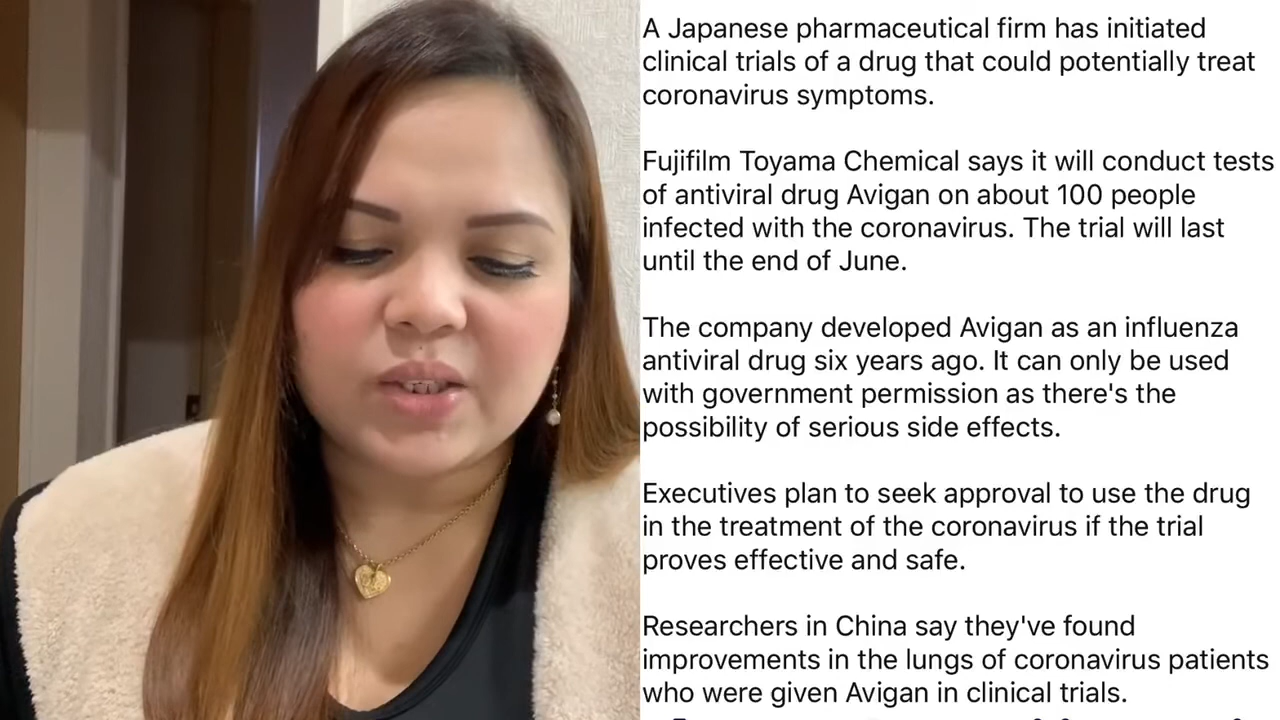 A Japanese pharmaceutical firm has initiated
clinical trials of a drug that could potentially treat
coronavirus symptoms.
Fujifilm Toyama Chemical says it will conduct tests
of antiviral drug Avigan on about 100 people
infected with the coronavirus. The trial will last
until the end of June.
The company developed Avigan as an influenza
antiviral drug six years ago. It can only be used
with government permission as there's the
possibility of serious side effects.
Executives plan to seek approval to use the drug
in the treatment of the coronavirus if the trial
proves effective and safe.
Researchers in China say they've found
improvements in the lungs of coronavirus patients
who were given Avigan in clinical trials.